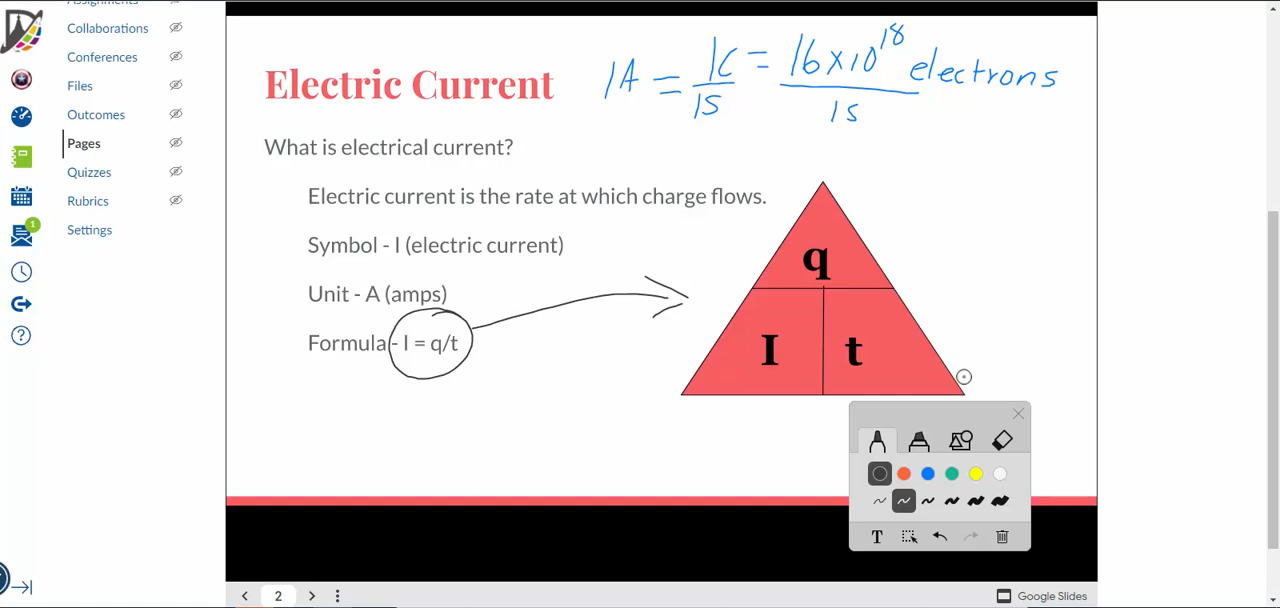 Assignments
Collaborations
Conferences
Files
Outcomes
Pages
Quizzes
Rubrics
Settings
1
Electric Current
1A = 1C = 16x10^18 electrons
1s 1s
What is electrical current?
Electric current is the rate at which charge flows.
Symbol - I (electric current)
Unit - A (amps)
Formula - I = q/t
q
I t
T
2
Google Slides